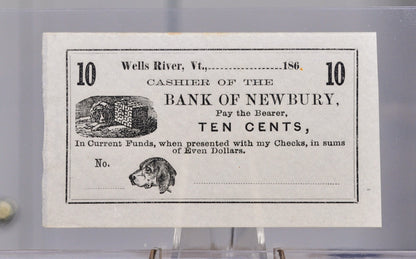 10 Wells River, Vt.,........................186 10
CASHIER OF THE
BANK OF NEWBURY,
Pay the Bearer,
TEN CENTS,
In Current Funds, when presented with my Checks, in sums
of Even Dollars.
No.